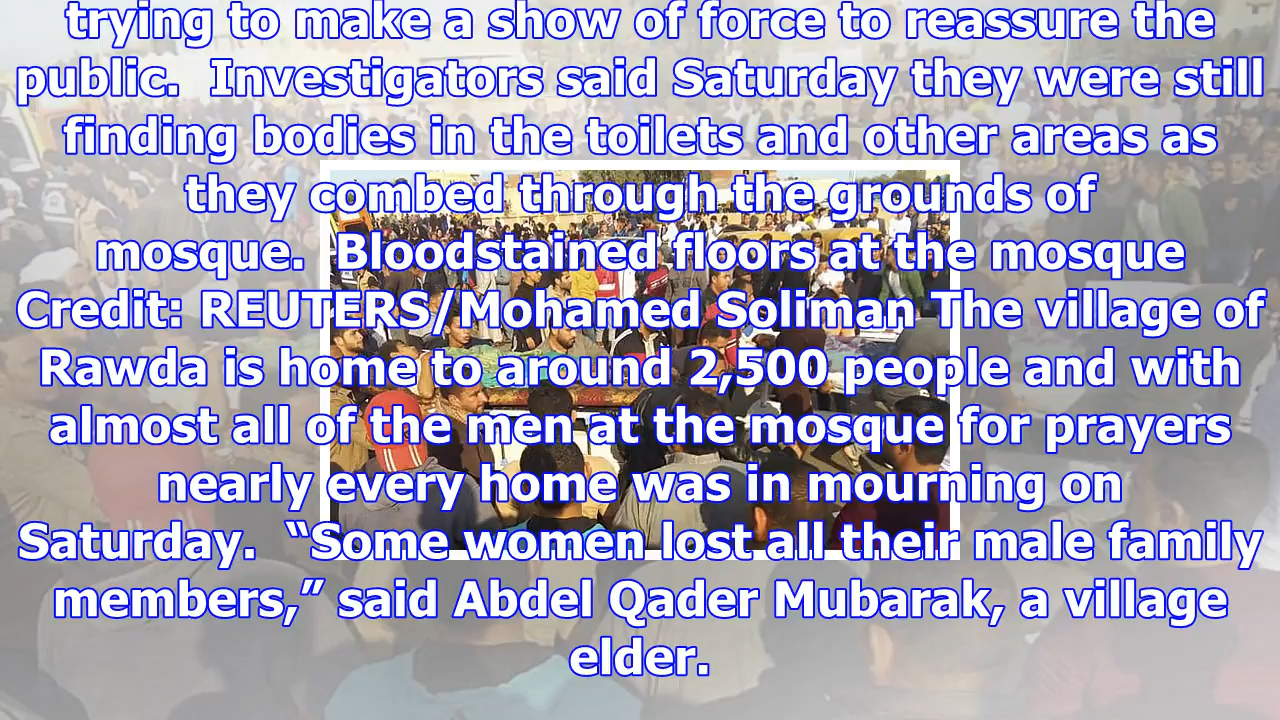 trying to make a show of force to reassure the
public.  Investigators said Saturday they were still
finding bodies in the toilets and other areas as
they combed through the grounds of
mosque.  Bloodstained floors at the mosque
Credit: REUTERS/Mohamed Soliman The village of
Rawda is home to around 2,500 people and with
almost all of the men at the mosque for prayers
nearly every home was in mourning on
Saturday.  “Some women lost all their male family
members,” said Abdel Qader Mubarak, a village
elder.